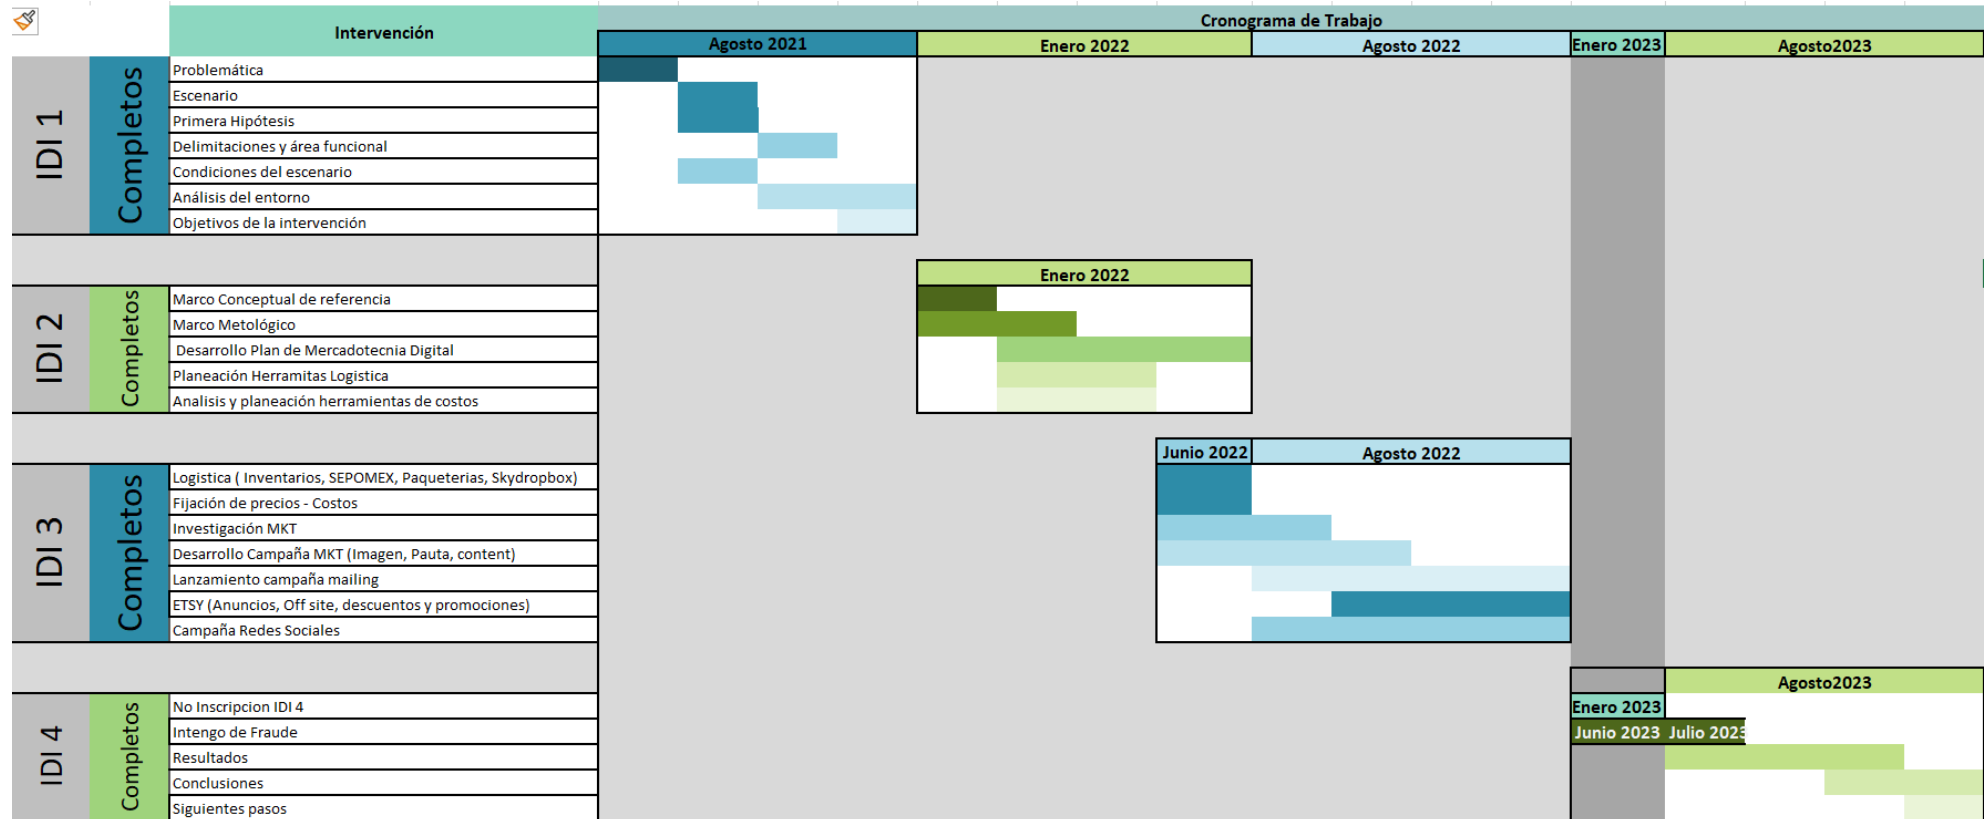 Intervención
Cronograma de Trabajo
Agosto 2021
Enero 2022
Agosto 2022
Enero 2023
Agosto2023
IDI 1
Completos
Problemática
Escenario
Primera Hipótesis
Delimitaciones y área funcional
Condiciones del escenario
Análisis del entorno
Objetivos de la intervención
Enero 2022
IDI 2
Completos
Marco Conceptual de referencia
Marco Metológico
Desarrollo Plan de Mercadotecnia Digital
Planeación Herramitas Logistica
Analisis y planeación herramientas de costos
Junio 2022
Agosto 2022
IDI 3
Completos
Logistica ( Inventarios, SEPOMEX, Paqueterias, Skydropbox)
Fijación de precios - Costos
Investigación MKT
Desarrollo Campaña MKT (Imagen, Pauta, content)
Lanzamiento campaña mailing
ETSY (Anuncios, Off site, descuentos y promociones)
Campaña Redes Sociales
Agosto2023
IDI 4
Completos
No Inscripcion IDI 4
Enero 2023
Intengo de Fraude
Junio 2023 Julio 2023
Resultados
Conclusiones
Siguientes pasos